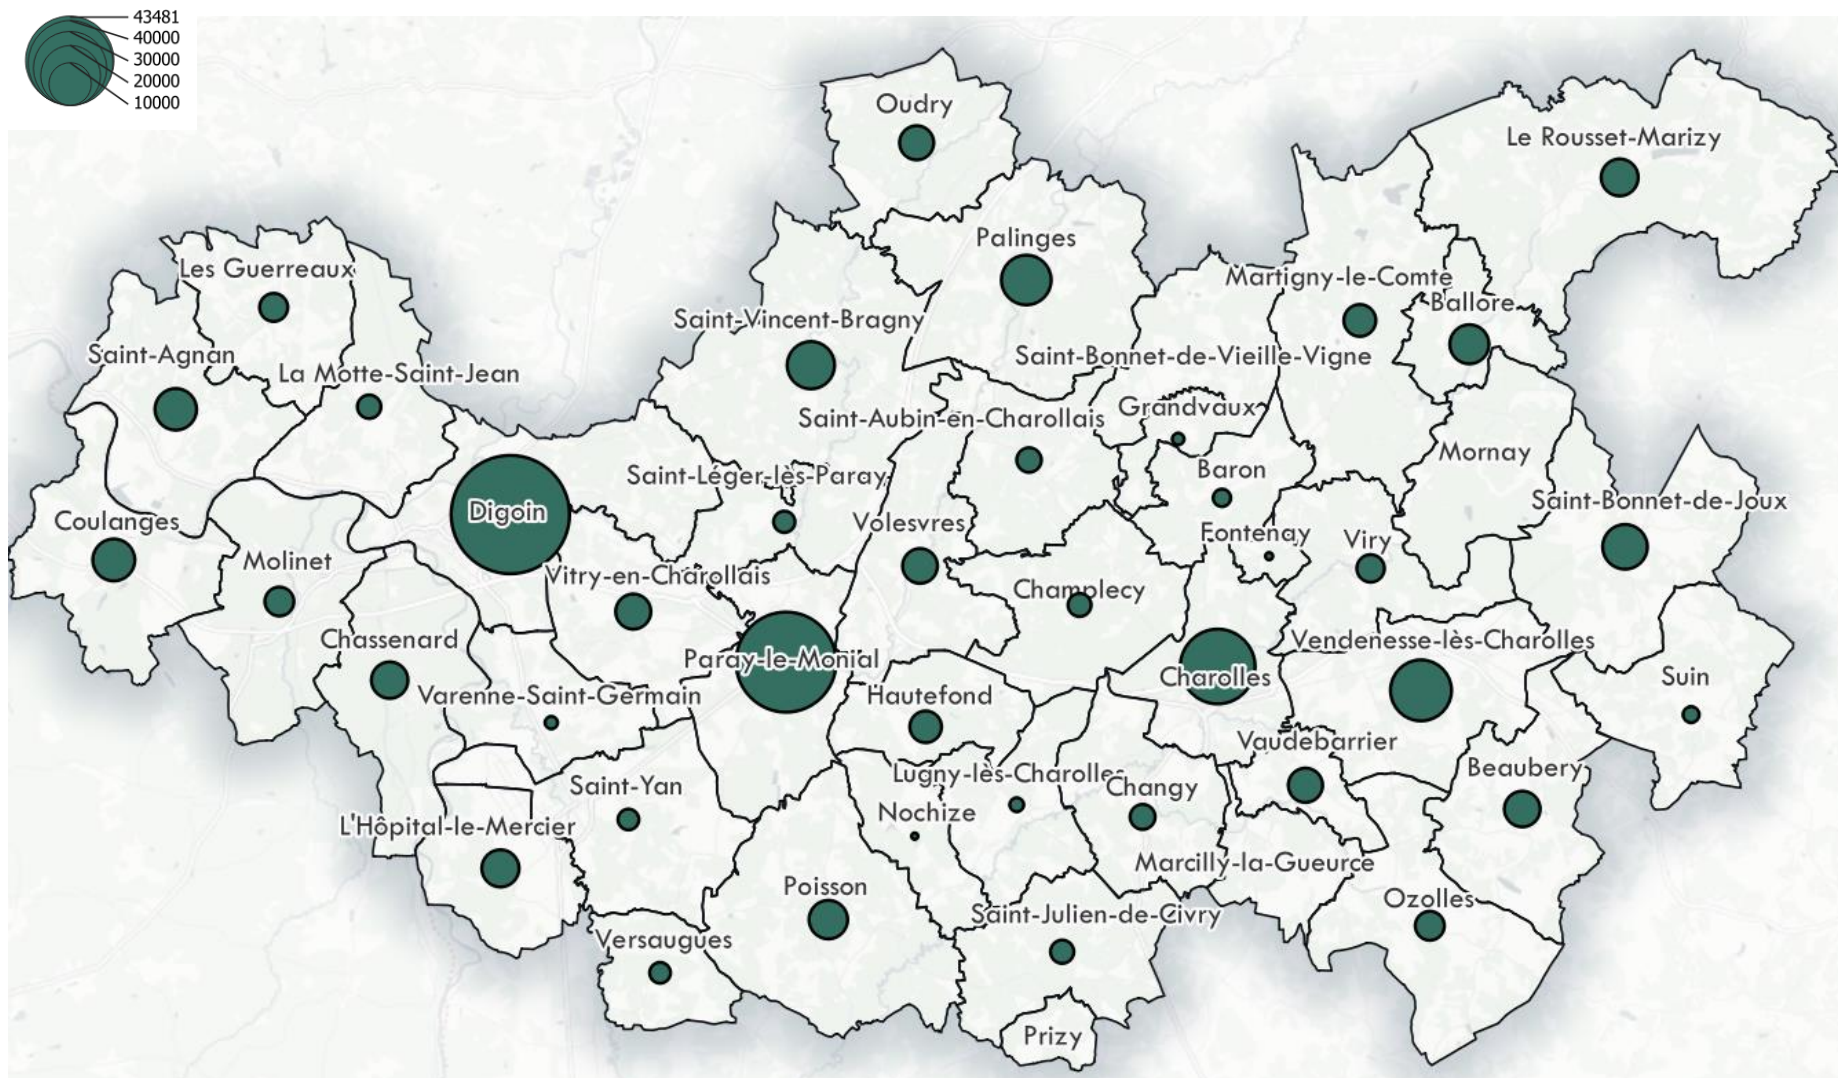 43481
40000
30000
20000
10000
Oudry
Le Rousset-Marizy
Palinges
Les Guerreaux
Martigny-le-Comte
Ballore
Saint-Vincent-Bragny
Saint-Agnan
Saint-Bonnet-de-Vieille-Vigne
La Motte-Saint-Jean
Grandvaux
Saint-Aubin-en-Charollais
Mornay
Baron
Saint-Léger-lès-Paray
Saint-Bonnet-de-Joux
Digoin
Coulanges
Volesvres
Fontenay
Viry
Molinet
Vitry-en-Charollais
Champlecy
Chassenard
Vendenesse-lès-Charolles
Paray-le-Monial
Charolles
Suin
Varenne-Saint-Germain
Hautefond
Vaudebarrier
Beaubery
Lugny-lès-Charolles
Saint-Yan
Changy
Nochize
L'Hôpital-le-Mercier
Marcilly-la-Gueurce
Poisson
Ozolles
Saint-Julien-de-Civry
Versaugues
Prizy